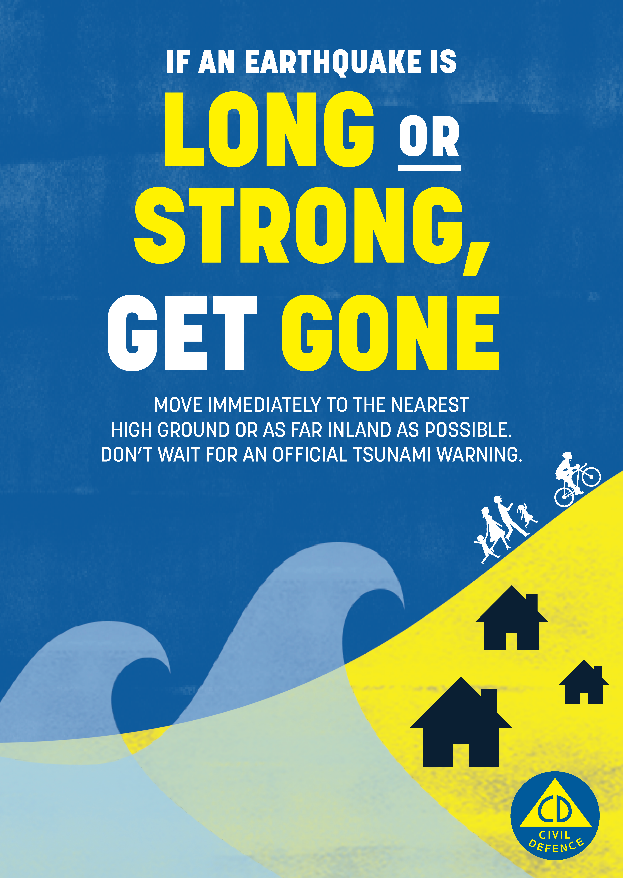 IF AN EARTHQUAKE IS
LONG OR
STRONG,
GET GONE
MOVE IMMEDIATELY TO THE NEAREST
HIGH GROUND OR AS FAR INLAND AS POSSIBLE.
DON'T WAIT FOR AN OFFICIAL TSUNAMI WARNING.
CD
CIVIL
DEFENCE